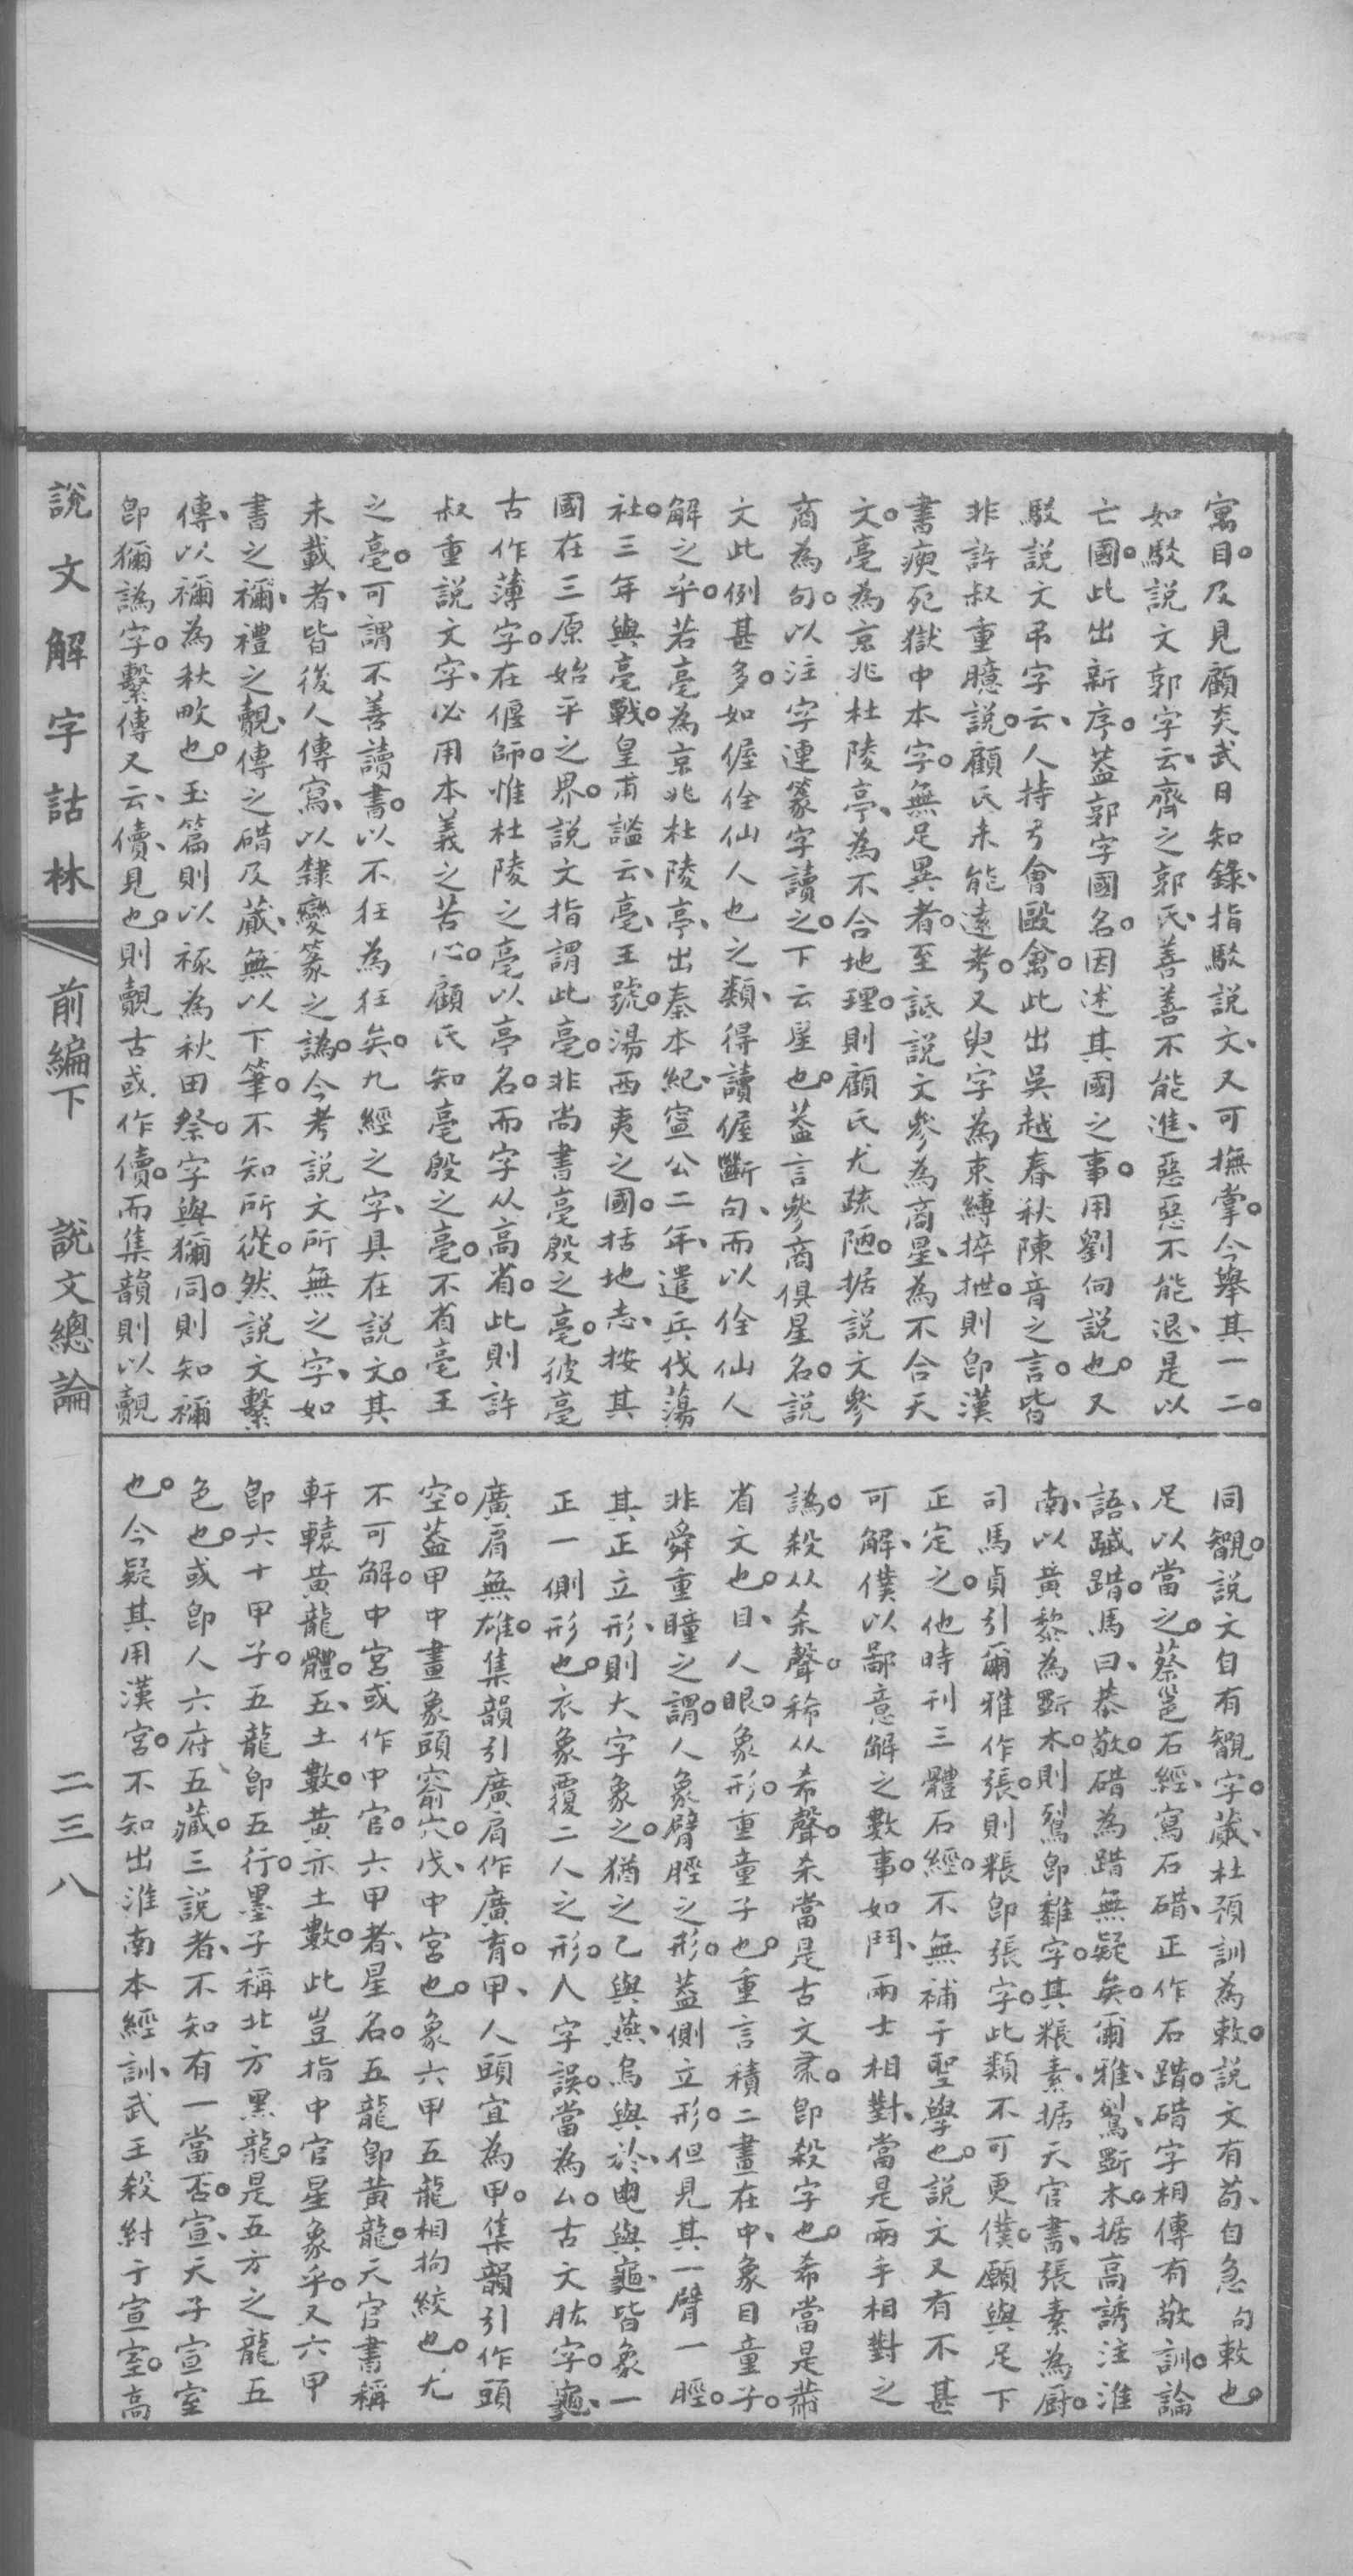 寓目。及見顧炎武日知錄、指駁說文、又可撫掌。今舉其一二。
如駁說文郭字云、齊之郭氏、善善不能進、惡惡不能退、是以
亡國。此出新序。葢郭字國名。因述其國之事。用劉向說也。又
駁說文弔字云、人持弓會敺禽。此出吳越春秋陳音之言。皆
非許叔重臆說。顧氏未能遠考。又㬰字為束縛捽抴。則卽漢
書瘐死獄中本字。無足異者。至詆說文參為商星、為不合天
文。亳為京兆杜陵亭、為不合地理。則顧氏尤疏陋。据說文參
商為句。以注字連篆字讀之。下云星也。葢言參商俱星名。說
文此例甚多。如偓佺仙人也之類、得讀偓斷句、而以佺仙人
解之乎。若亳為京兆杜陵亭、出秦本紀、寧公二年、遣兵伐蕩
社。三年與亳戰。皇甫謐云、亳、王號。湯西夷之國。括地志、按其
國在三原始平之界。說文指謂此亳。非尚書亳殷之亳。彼亳
古作薄字。在偃師。惟杜陵之亳以亭名。而字从高省。此則許
叔重說文字、必用本義之苦心。顧氏知亳殷之亳。不省亳王
之亳。可謂不善讀書。以不狂為狂矣。九經之字、具在說文。其
未載者、皆後人傳寫、以隸變篆之譌。今考說文所無之字、如
書之禰、禮之覿、傳之碏及蕆、無以下筆。不知所從。然說文繫
傳、以禰為秋畋也。玉篇則以禰為秋田祭。字與獮同。則知禰
卽獮譌字。繫傳又云、儥、見也。則覿古或作儥。而集韻則以覿
同䚍。說文自有䚍字。蕆、杜預訓為敕。說文有茍、自急句敕也。
足以當之。蔡邕石經、寫石碏、正作石踖。碏字相傳有敬訓。論
語、踧踖。馬曰、恭敬。碏為踖無疑矣。爾雅、鴷、斲木。据高誘注淮
南、以黃黎為斲木。則鴷卽䨄字。其粻素、据天官書、張素為廚。
司馬貞引爾雅作張。則粻卽張字。此類不可更僕。願與足下
正定之。他時刊三體石經。不無補于聖學也。說文又有不甚
可解、僕以鄙意解之數事。如鬥、兩士相對、當是兩手相對之
譌。殺从杀聲。稀从希聲。杀當是古文㣇。卽殺字也。希當是黹
省文也。目、人眼。象形。重童子也。重言積二畫在中、象目童子。
非舜重瞳之謂。人象臂脛之形。葢側立形。但見其一臂一脛。
其正立形、則大字象之。猶之乙與燕、烏與於、黽與龜、皆象一
正一側形也。衣象覆二人之形。人字誤。當為厶。古文肱字。龜、
廣肩無雄。集韻引廣肩作廣肓。甲、人頭宜為甲。集韻引作頭
空。葢甲中畫象頭窬穴。戊、中宮也。象六甲五龍相拘絞也。尤
不可解。中宮或作中官。六甲者、星名。五龍卽黃龍。天官書稱
軒轅黃龍體。五、土數。黃亦土數。此豈指中官星象乎。又六甲
卽六十甲子。五龍卽五行。墨子稱北方黑龍。是五方之龍五
色也。或卽人六府五藏。三說者、不知有一當否。宣、天子宣室
也。今疑其用漢宮。不知出淮南本經訓、武王殺紂于宣室。高
說文解字詁林　前編下　說文總論　二三八